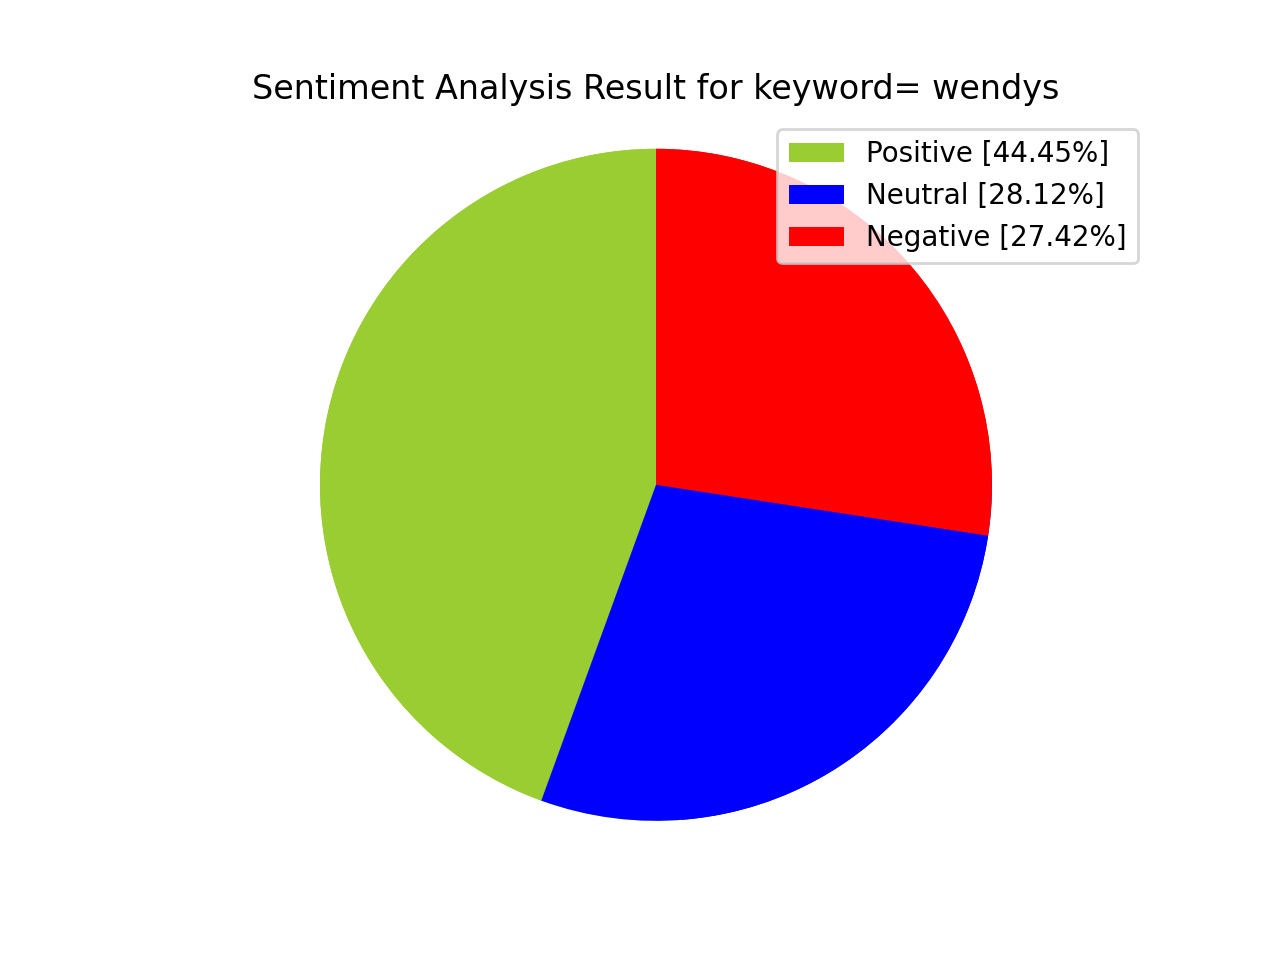 Sentiment Analysis Result for keyword= wendys
Positive [44.45%]
Neutral [28.12%]
Negative [27.42%]